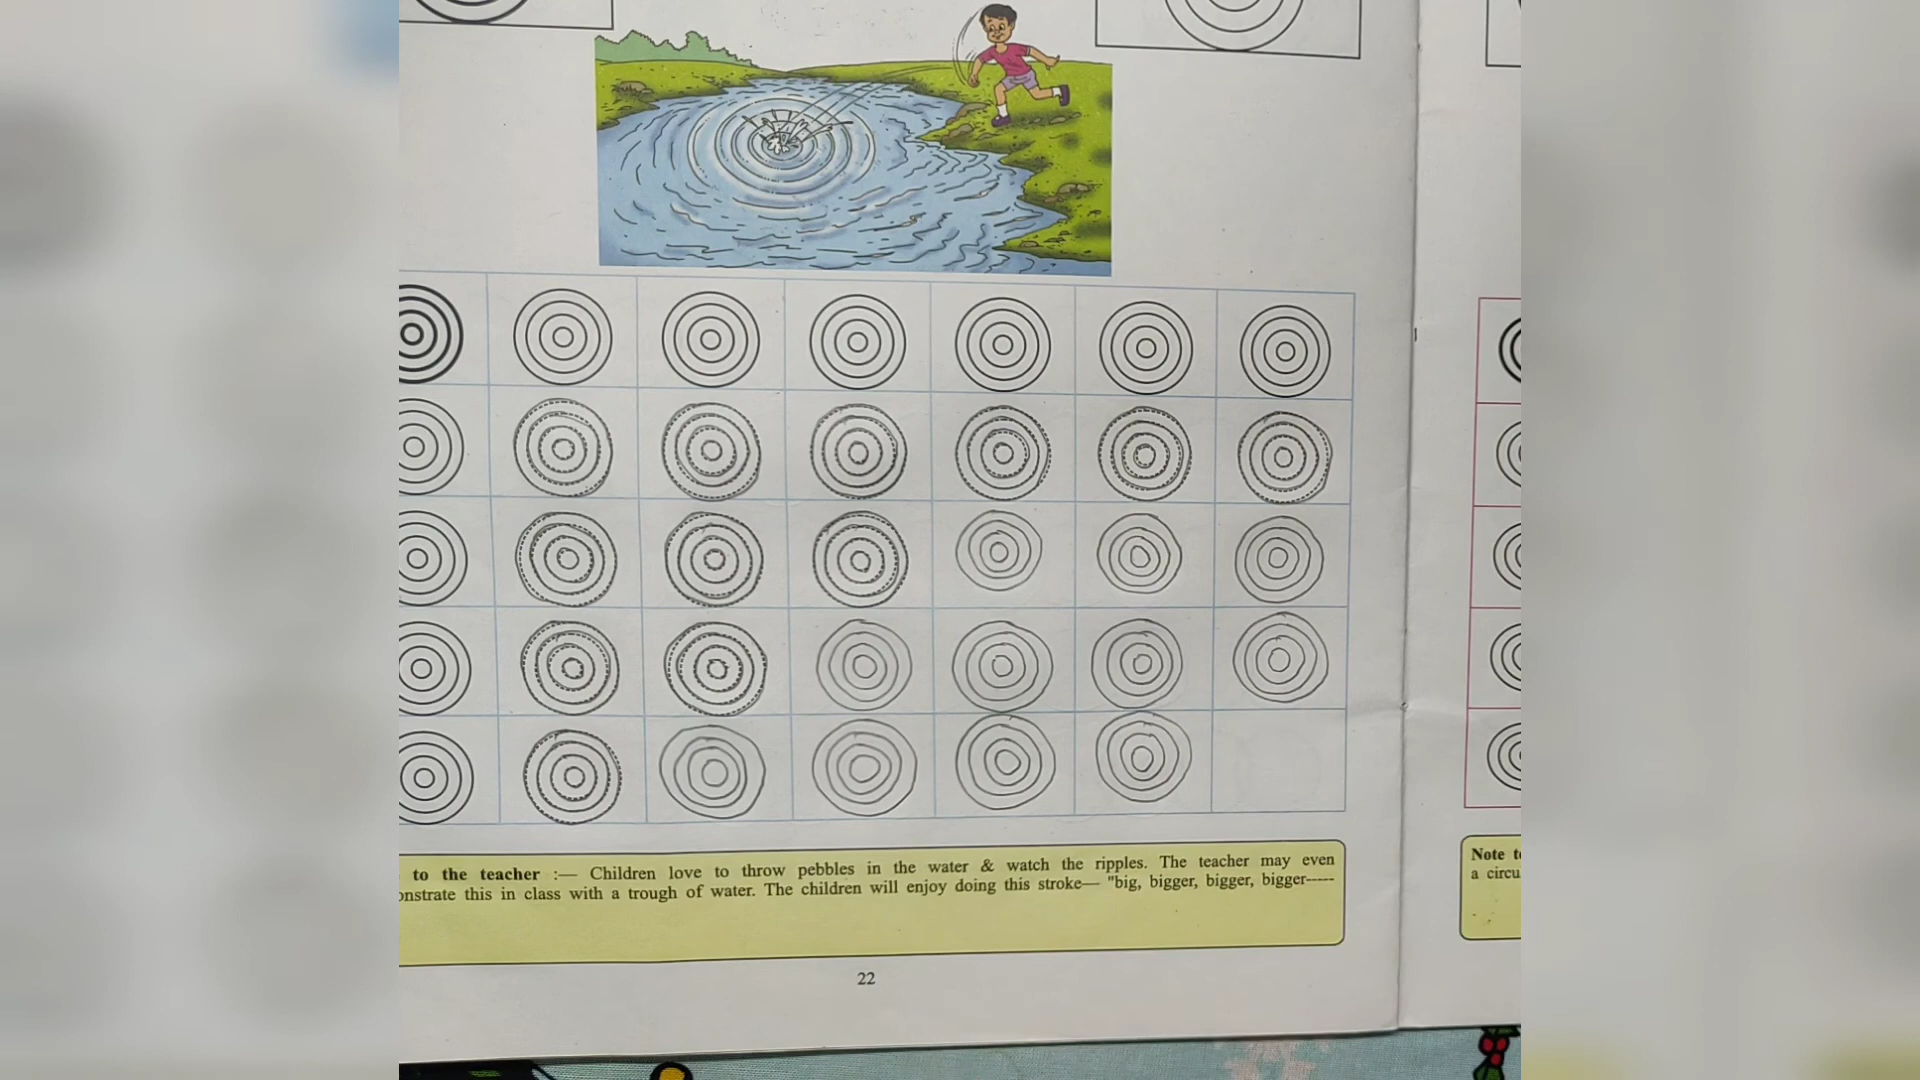 to the teacher :— Children love to throw pebbles in the water & watch the ripples. The teacher may even
onstrate this in class with a trough of water. The children will enjoy doing this stroke— "big, bigger, bigger, bigger-----
22
Note t
a circu